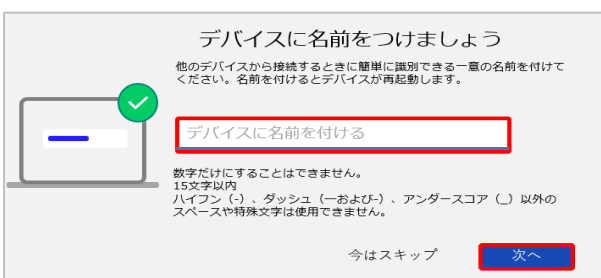 デバイスに名前をつけましょう
他のデバイスから接続するときに簡単に識別できる一意の名前を付けて
ください。名前を付けるとデバイスが再起動します。
デバイスに名前を付ける
数字だけにすることはできません。
15文字以内
ハイフン（-）、ダッシュ（―および-）、アンダースコア（_）以外の
スペースや特殊文字は使用できません。
今はスキップ
次へ